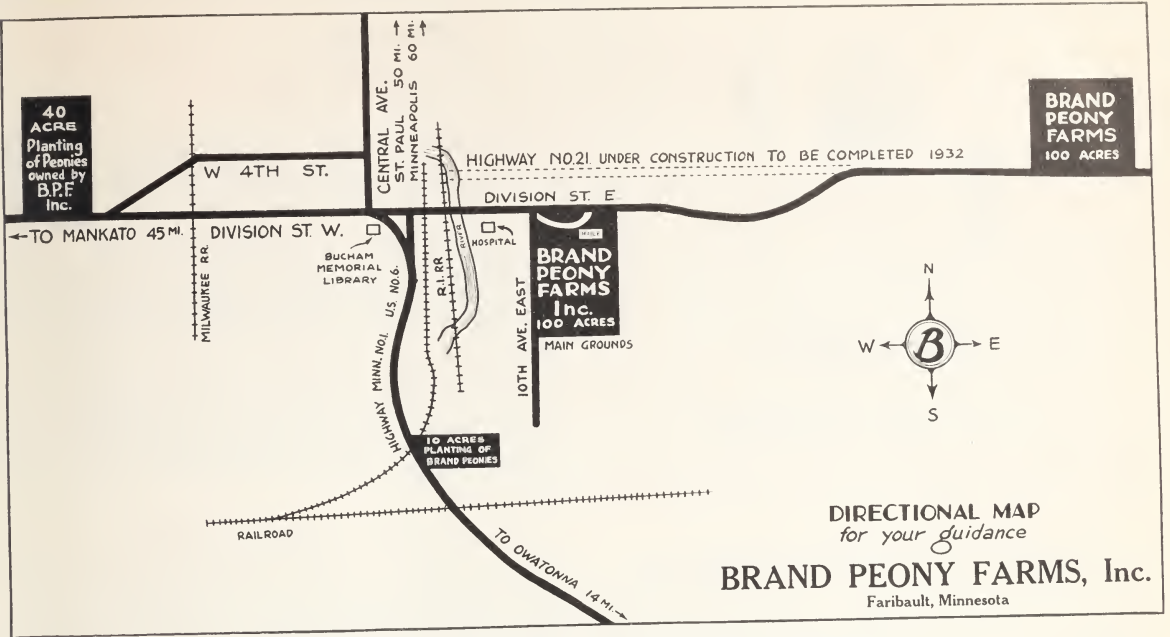 40
ACRE
Planting
of Peonies
owned by
B.P.F.
Inc.
CENTRAL AVE.
ST. PAUL 50 MI.
MINNEAPOLIS 60 MI.
BRAND
PEONY
FARMS
100 ACRES
W 4TH ST.
HIGHWAY NO.21. UNDER CONSTRUCTION TO BE COMPLETED 1932
DIVISION ST. E
TO MANKATO 45 MI.
DIVISION ST. W.
MILWAUKEE RR.
BUCHAM
MEMORIAL
LIBRARY
HIGHWAY MINN. NO.1. U.S. NO.6.
R.I. RR
RIVER
HOSPITAL
10TH AVE. EAST
BRAND
PEONY
FARMS
Inc.
100 ACRES
MAIN GROUNDS
N
W
B
E
S
10 ACRES
PLANTING OF
BRAND PEONIES
RAILROAD
TO OWATONNA 14 MI.
DIRECTIONAL MAP
for your guidance
BRAND PEONY FARMS, Inc.
Faribault, Minnesota